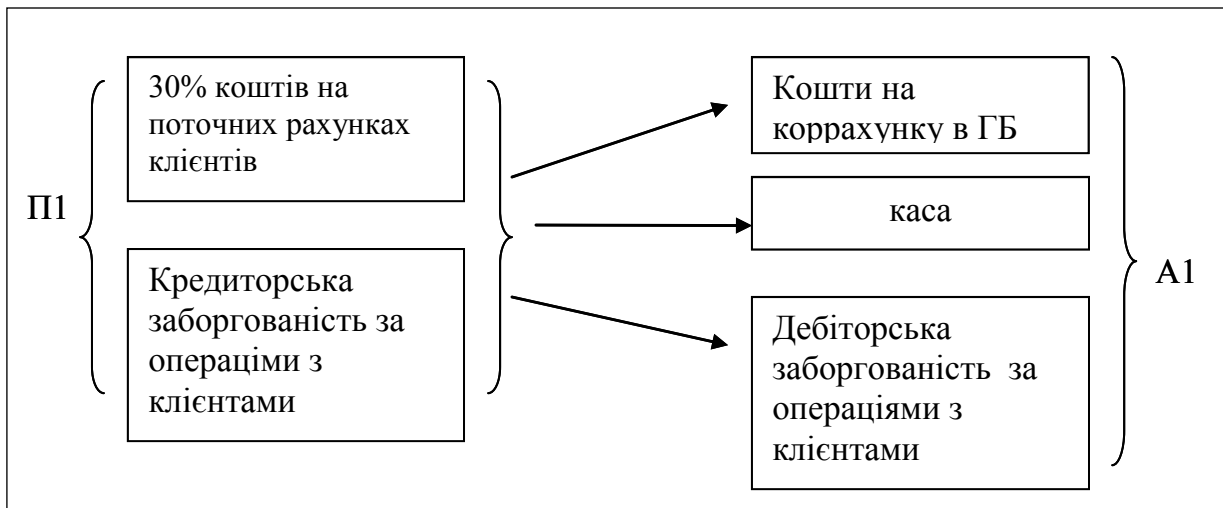 П1
30% коштів на
поточних рахунках
клієнтів
Кредиторська
заборгованість за
операціми з
клієнтами
Кошти на
коррахунку в ГБ
каса
Дебіторська
заборгованість за
операціями з
клієнтами
А1